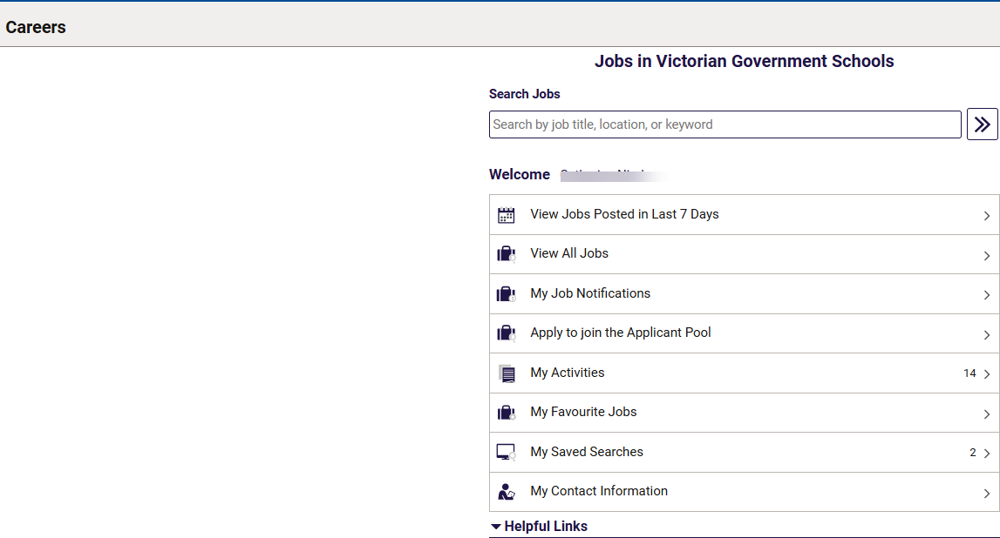 Careers
Jobs in Victorian Government Schools
Search Jobs
Search by job title, location, or keyword
Welcome
View Jobs Posted in Last 7 Days
View All Jobs
My Job Notifications
Apply to join the Applicant Pool
My Activities 14
My Favourite Jobs
My Saved Searches 2
My Contact Information
Helpful Links